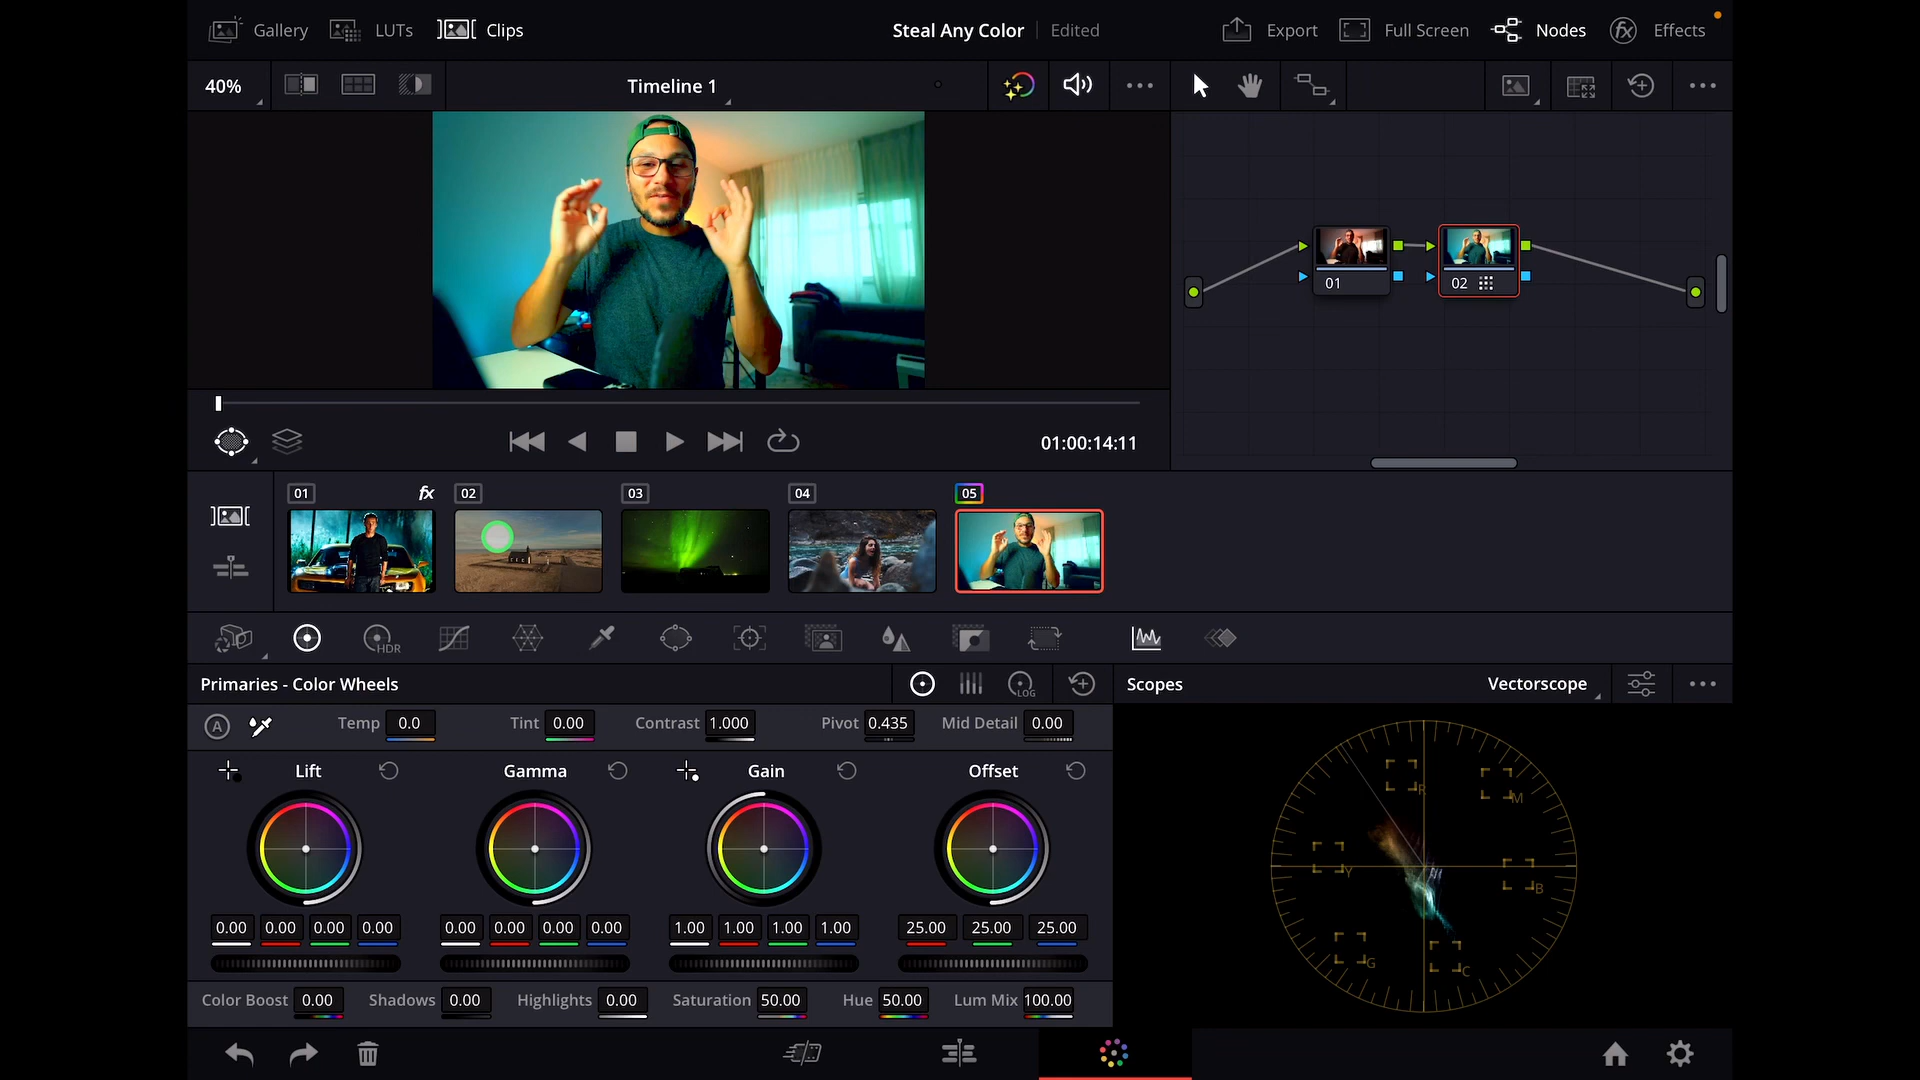 Gallery LUTs Clips Steal Any Color Edited Export Full Screen Nodes fx Effects
40% Timeline 1
01 02
01:00:14:11
01 fx 02 03 04 05
HDR
Primaries - Color Wheels LOG Scopes Vectorscope
A Temp 0.0 Tint 0.00 Contrast 1.000 Pivot 0.435 Mid Detail 0.00
Lift Gamma Gain Offset
R M
Y B
G C
0.00 0.00 0.00 0.00 0.00 0.00 0.00 0.00 1.00 1.00 1.00 1.00 25.00 25.00 25.00
Color Boost 0.00 Shadows 0.00 Highlights 0.00 Saturation 50.00 Hue 50.00 Lum Mix 100.00